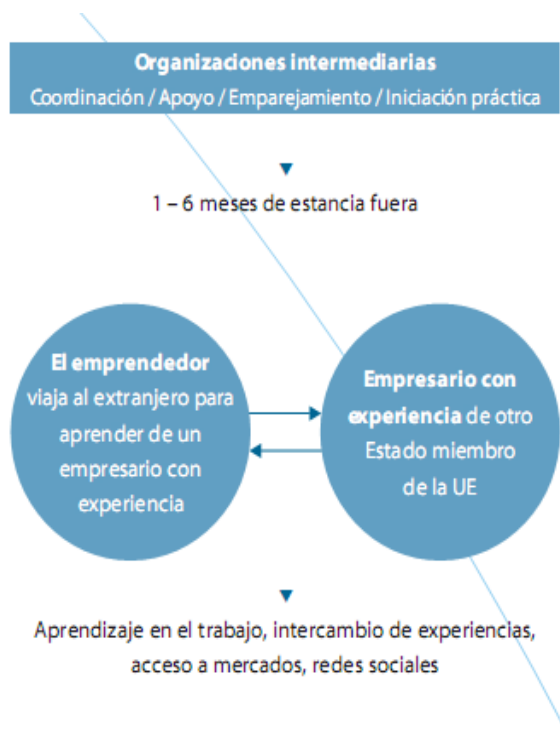 Organizaciones intermediarias
Coordinación / Apoyo / Emparejamiento / Iniciación práctica
1 – 6 meses de estancia fuera
El emprendedor
viaja al extranjero para
aprender de un
empresario con
experiencia
Empresario con
experiencia de otro
Estado miembro
de la UE
Aprendizaje en el trabajo, intercambio de experiencias,
acceso a mercados, redes sociales